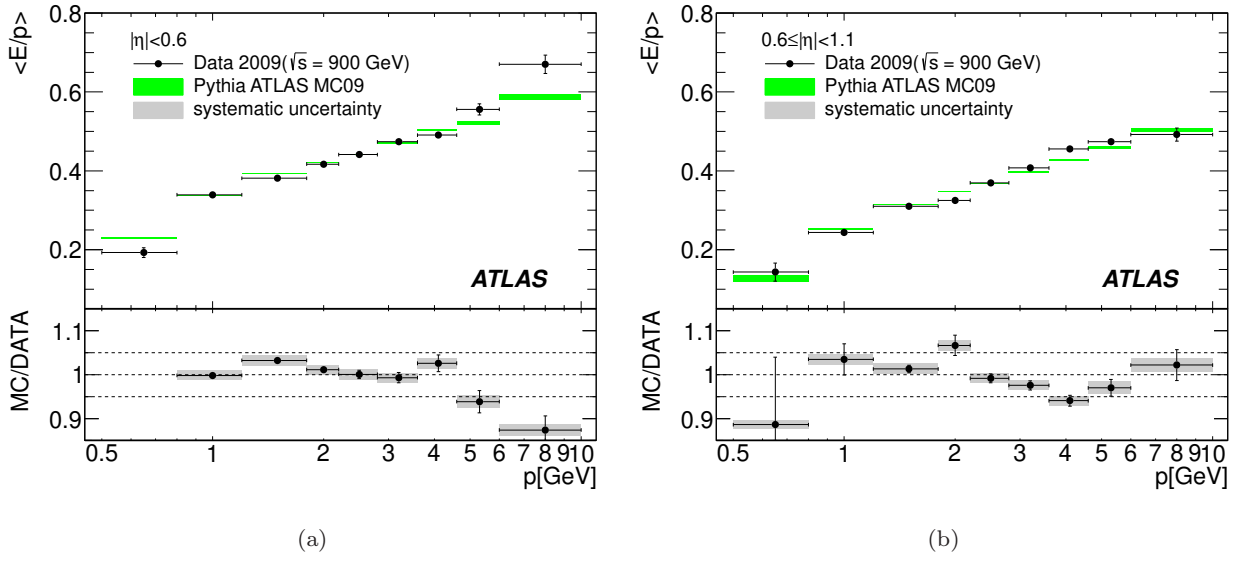 <E/p>
0.8
0.6
0.4
0.2
|η|<0.6
Data 2009(√s = 900 GeV)
Pythia ATLAS MC09
systematic uncertainty
ATLAS
MC/DATA
1.1
1
0.9
0.5 1 2 3 4 5 6 7 8 9 10
p[GeV]
(a)
<E/p>
0.8
0.6
0.4
0.2
0.6≤|η|<1.1
Data 2009(√s = 900 GeV)
Pythia ATLAS MC09
systematic uncertainty
ATLAS
MC/DATA
1.1
1
0.9
0.5 1 2 3 4 5 6 7 8 9 10
p[GeV]
(b)